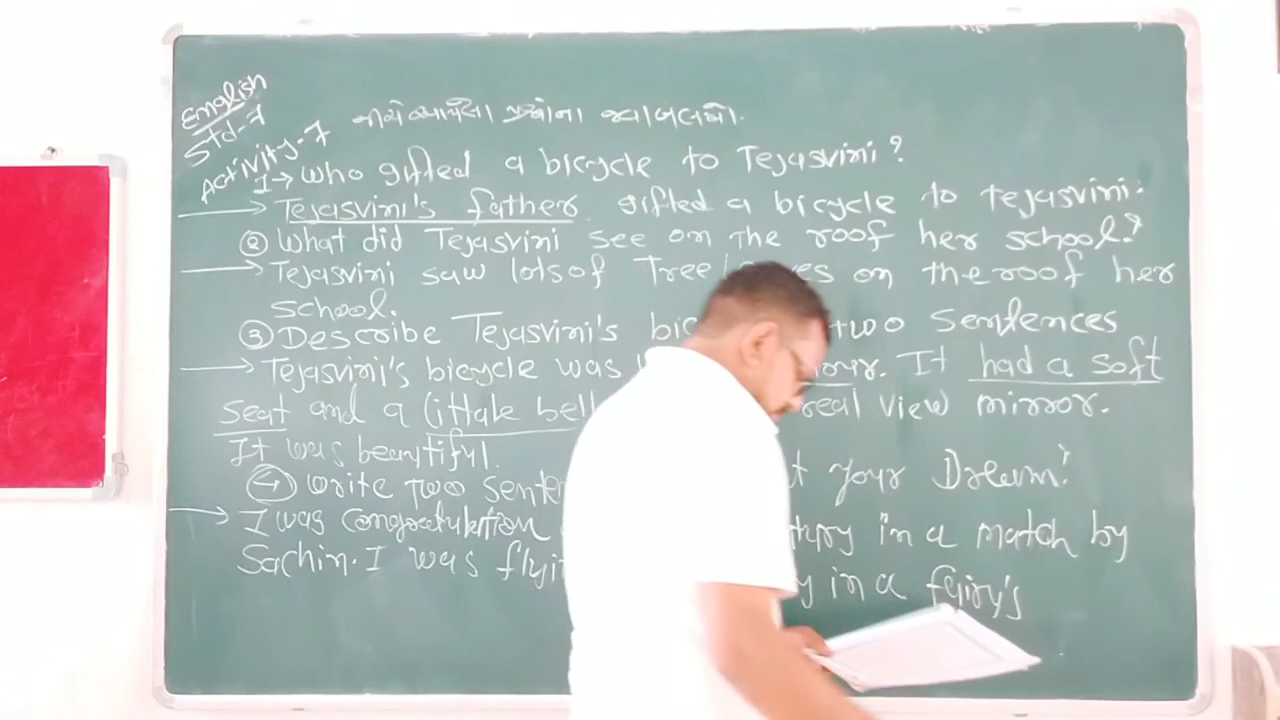 English
Std-7
Activity-7
નીચે આપેલા પ્રશ્નોના જવાબ લખો.
1→ Who gifted a bicycle to Tejasvini?
→ Tejasvini's father gifted a bicycle to tejasvini.
② What did Tejasvini see on the roof her school?
→ Tejasvini saw lots of Tree on the roof her
school.
③ Describe Tejasvini's two Sentences
→ Tejasvini's bicycle was It had a soft
seat and a littale bell real view mirror.
It was beautiful.
④ Write two your Dream?
→ I was in a match by
Sachin. I was in a fairy's